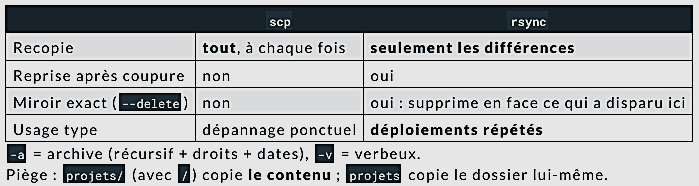 scp rsync
Recopie tout, à chaque fois seulement les différences
Reprise après coupure non oui
Miroir exact (--delete) non oui : supprime en face ce qui a disparu ici
Usage type dépannage ponctuel déploiements répétés
-a = archive (récursif + droits + dates), -v = verbeux.
Piège : projets/ (avec /) copie le contenu ; projets copie le dossier lui-même.